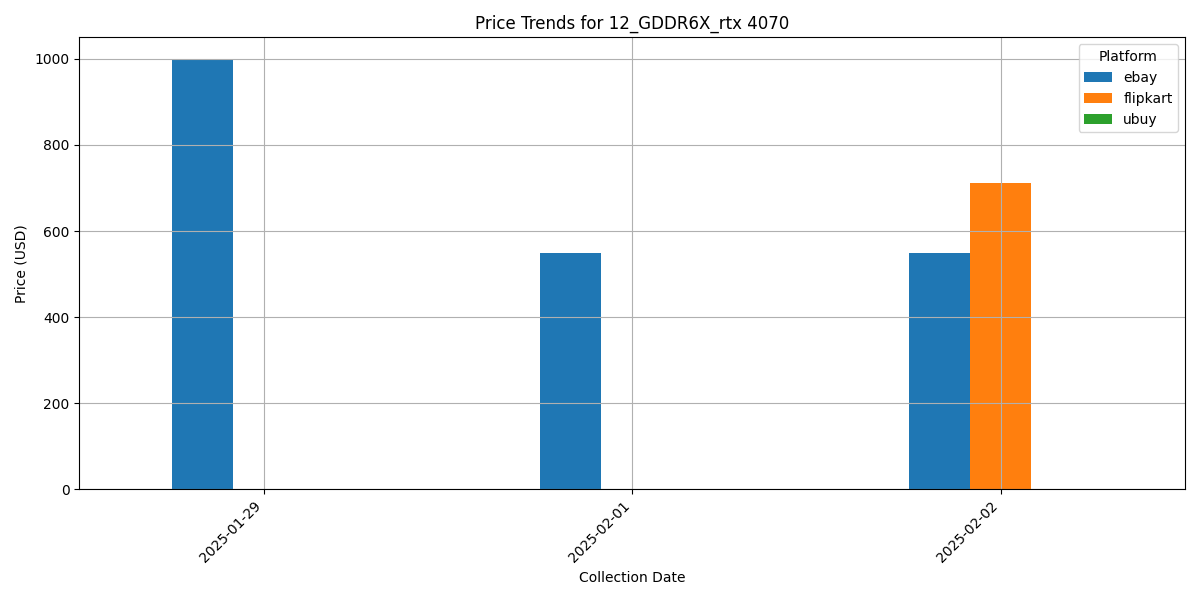 Price Trends for 12_GDDR6X_rtx 4070
Platform
ebay
flipkart
ubuy
Price (USD)
1000
800
600
400
200
0
2025-01-29
2025-02-01
2025-02-02
Collection Date